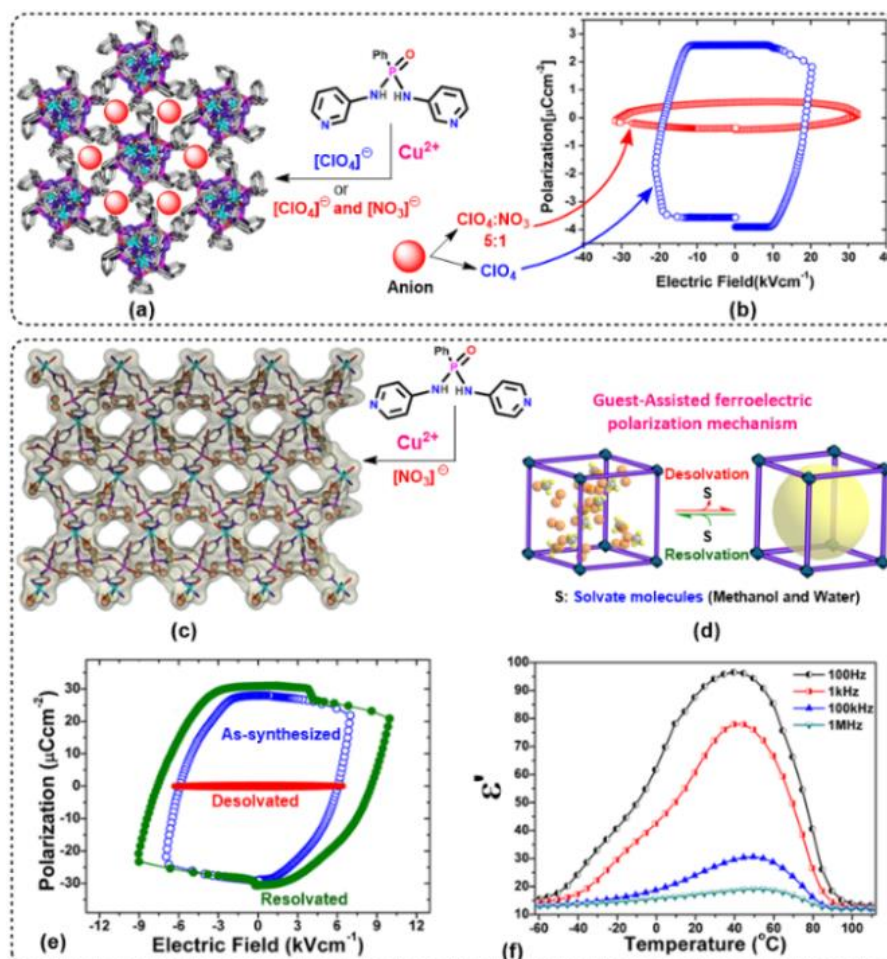 Ph
O
P
NH
HN
N
N
[ClO₄]⊖
Cu²⁺
or
[ClO₄]⊖ and [NO₃]⊖
ClO₄:NO₃
5:1
ClO₄
Anion
(a)
3
2
1
0
-1
-2
-3
-4
Polarization[μCcm⁻²]
-40 -30 -20 -10 0 10 20 30 40
Electric Field(kVcm⁻¹)
(b)
Ph
O
P
NH
HN
N
N
Cu²⁺
[NO₃]⊖
(c)
Guest-Assisted ferroelectric
polarization mechanism
Desolvation
S
S
Resolvation
S: Solvate molecules (Methanol and Water)
(d)
30
20
10
0
-10
-20
-30
Polarization (μCcm⁻²)
As-synthesized
Desolvated
Resolvated
-12 -9 -6 -3 0 3 6 9 12
Electric Field (kVcm⁻¹)
(e)
100
90
80
70
60
50
40
30
20
10
ε'
100Hz
1kHz
100kHz
1MHz
-60 -40 -20 0 20 40 60 80 100
Temperature (°C)
(f)